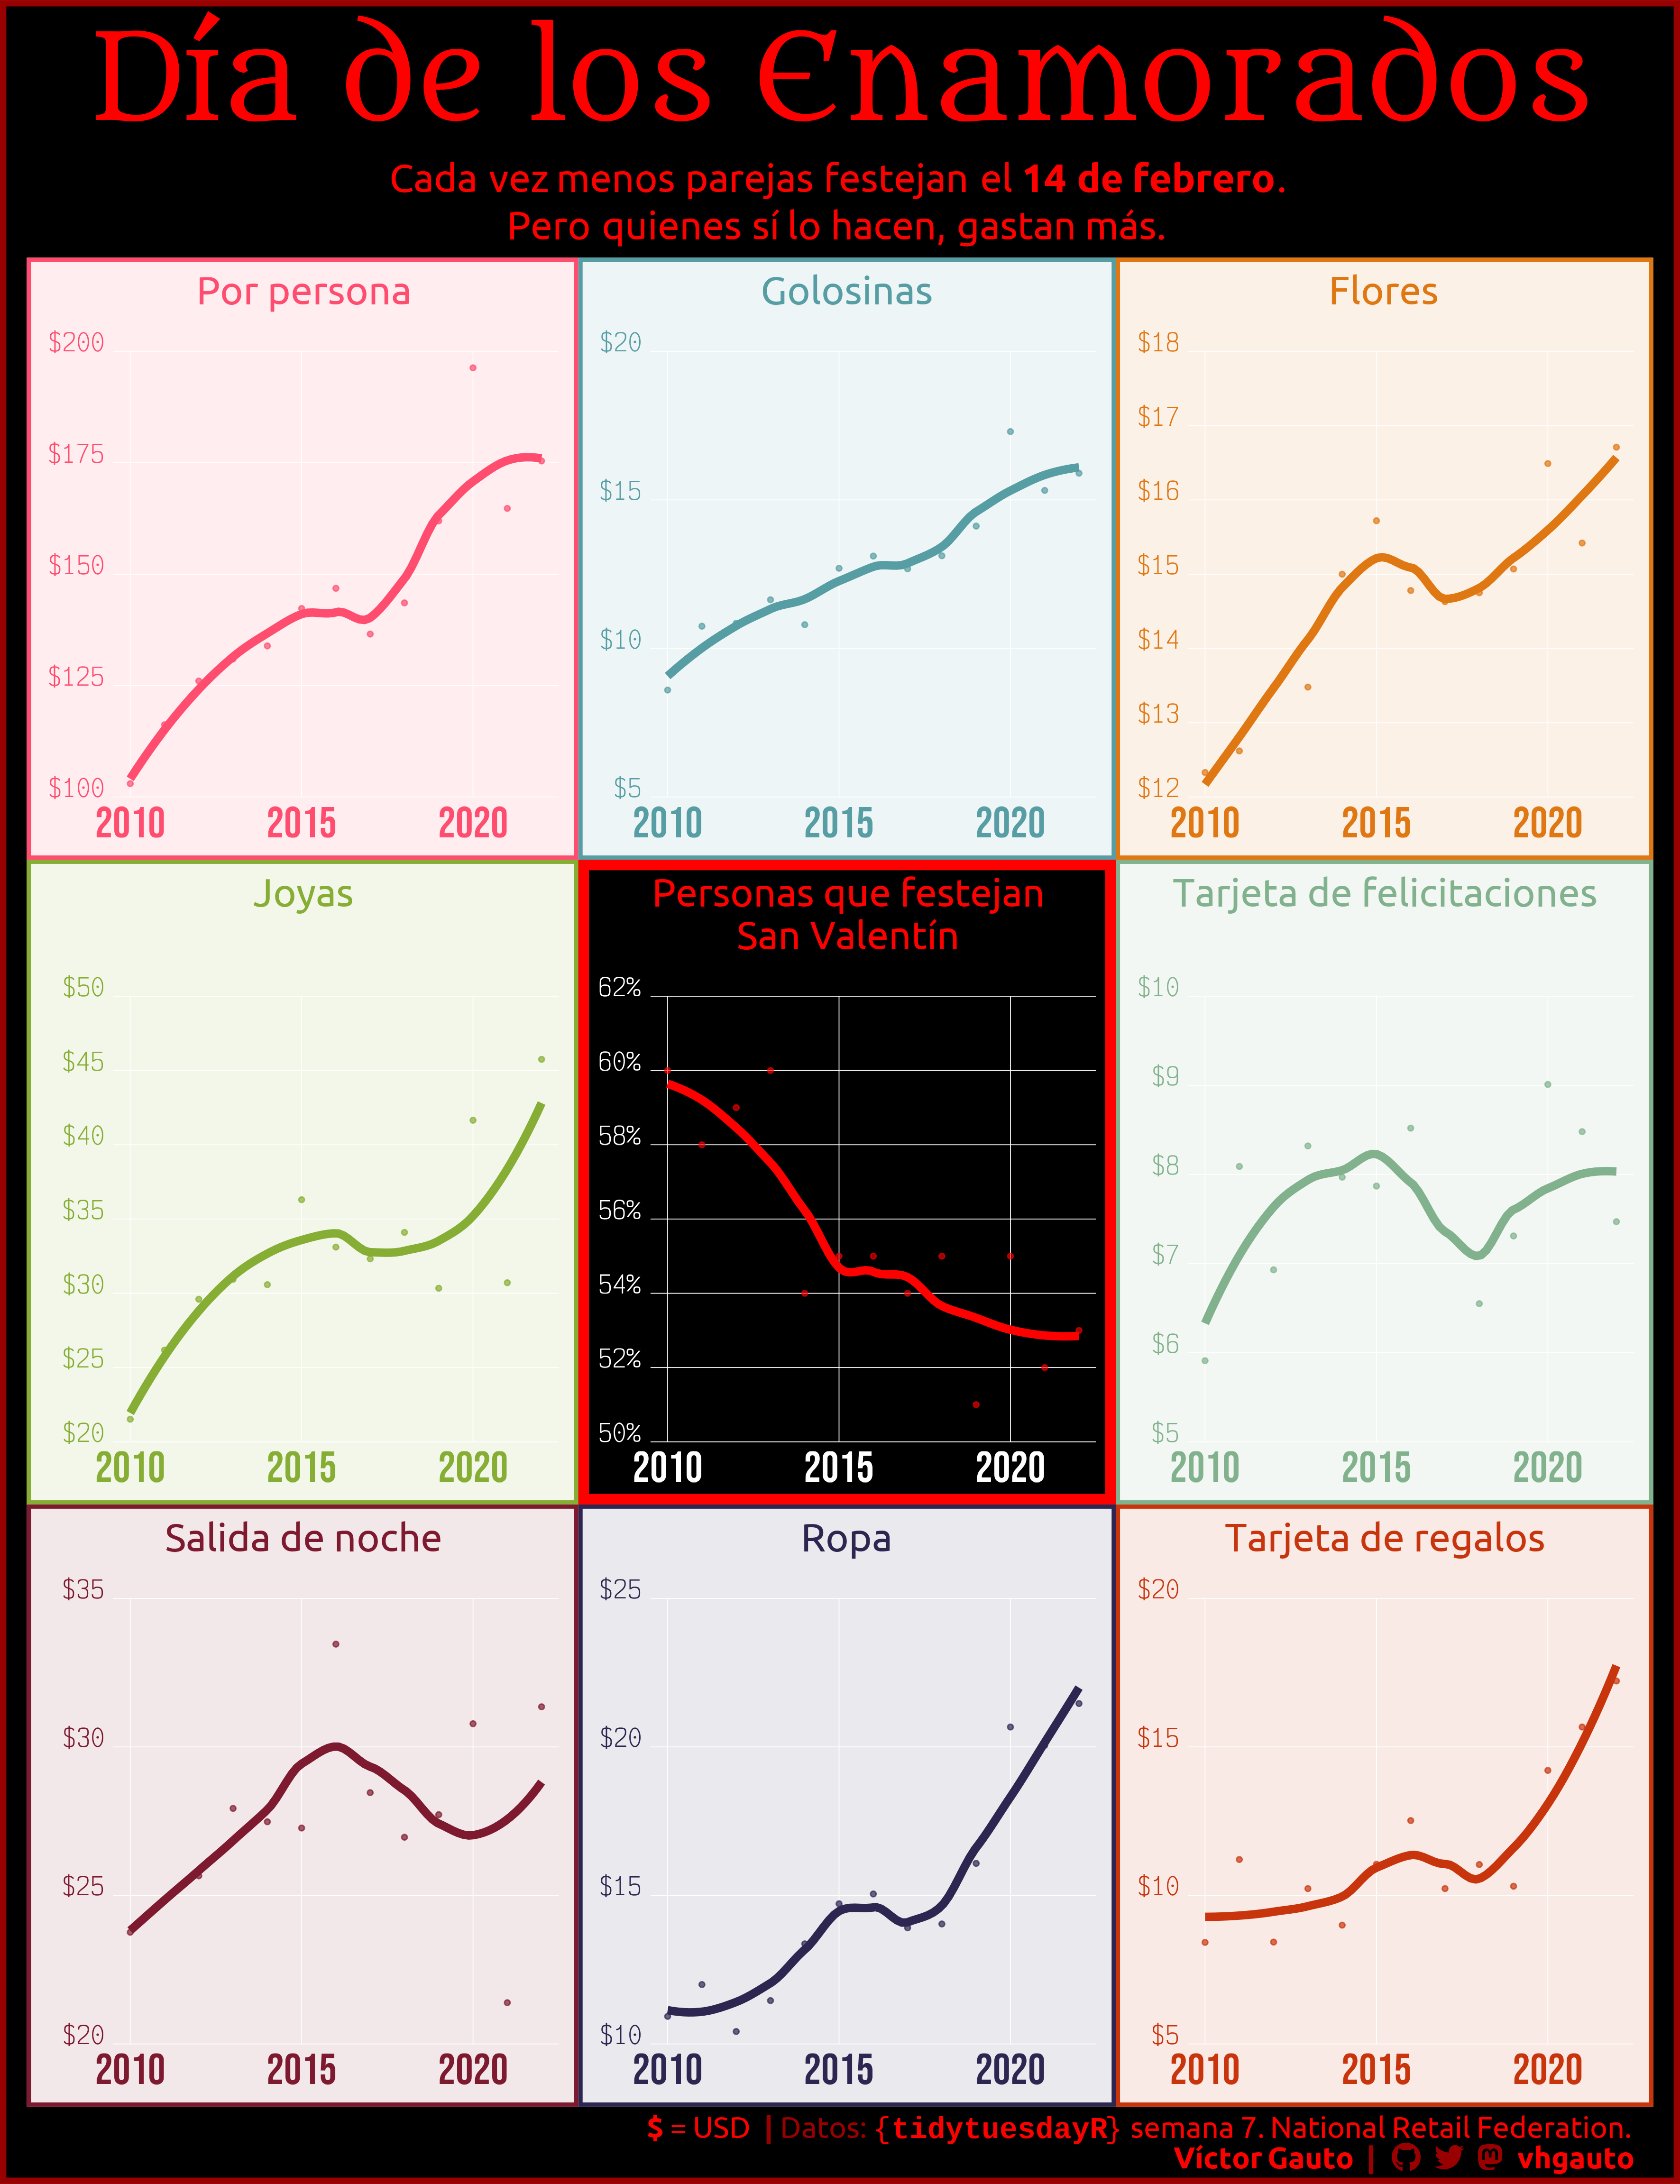 Día de los Enamorados
Cada vez menos parejas festejan el 14 de febrero.
Pero quienes sí lo hacen, gastan más.
Por persona
$200
$175
$150
$125
$100
2010 2015 2020
Golosinas
$20
$15
$10
$5
2010 2015 2020
Flores
$18
$17
$16
$15
$14
$13
$12
2010 2015 2020
Joyas
$50
$45
$40
$35
$30
$25
$20
2010 2015 2020
Personas que festejan
San Valentín
62%
60%
58%
56%
54%
52%
50%
2010 2015 2020
Tarjeta de felicitaciones
$10
$9
$8
$7
$6
$5
2010 2015 2020
Salida de noche
$35
$30
$25
$20
2010 2015 2020
Ropa
$25
$20
$15
$10
2010 2015 2020
Tarjeta de regalos
$20
$15
$10
$5
2010 2015 2020
$ = USD | Datos: {tidytuesdayR} semana 7. National Retail Federation.
Víctor Gauto | vhgauto